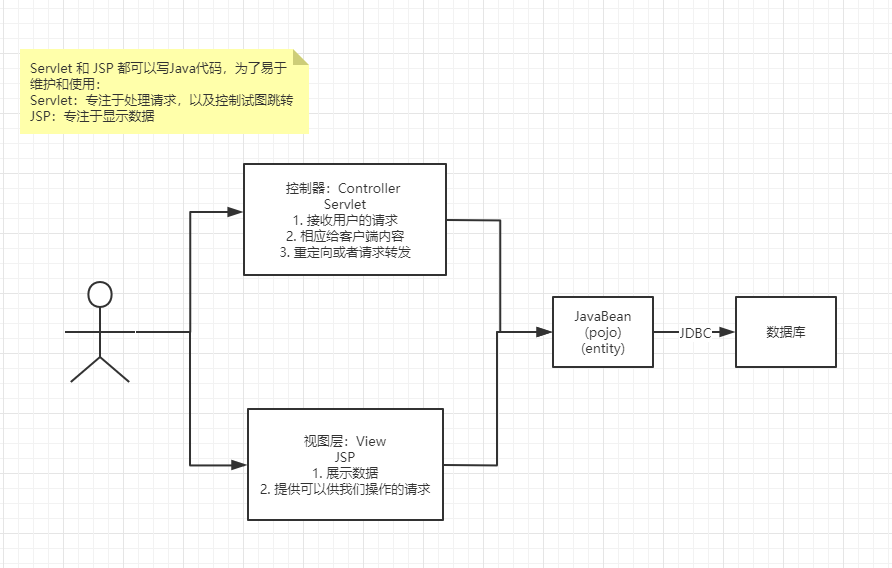 Servlet 和 JSP 都可以写Java代码，为了易于
维护和使用：
Servlet：专注于处理请求，以及控制试图跳转
JSP：专注于显示数据
控制器：Controller
Servlet
1. 接收用户的请求
2. 相应给客户端内容
3. 重定向或者请求转发
JavaBean
(pojo)
(entity)
JDBC
数据库
视图层：View
JSP
1. 展示数据
2. 提供可以供我们操作的请求